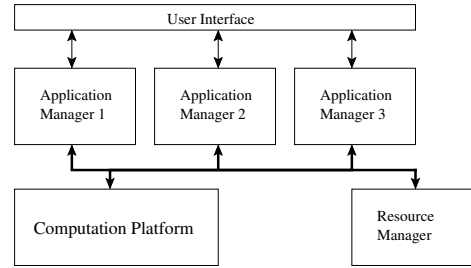 User Interface
Application
Manager 1
Application
Manager 2
Application
Manager 3
Computation Platform
Resource
Manager